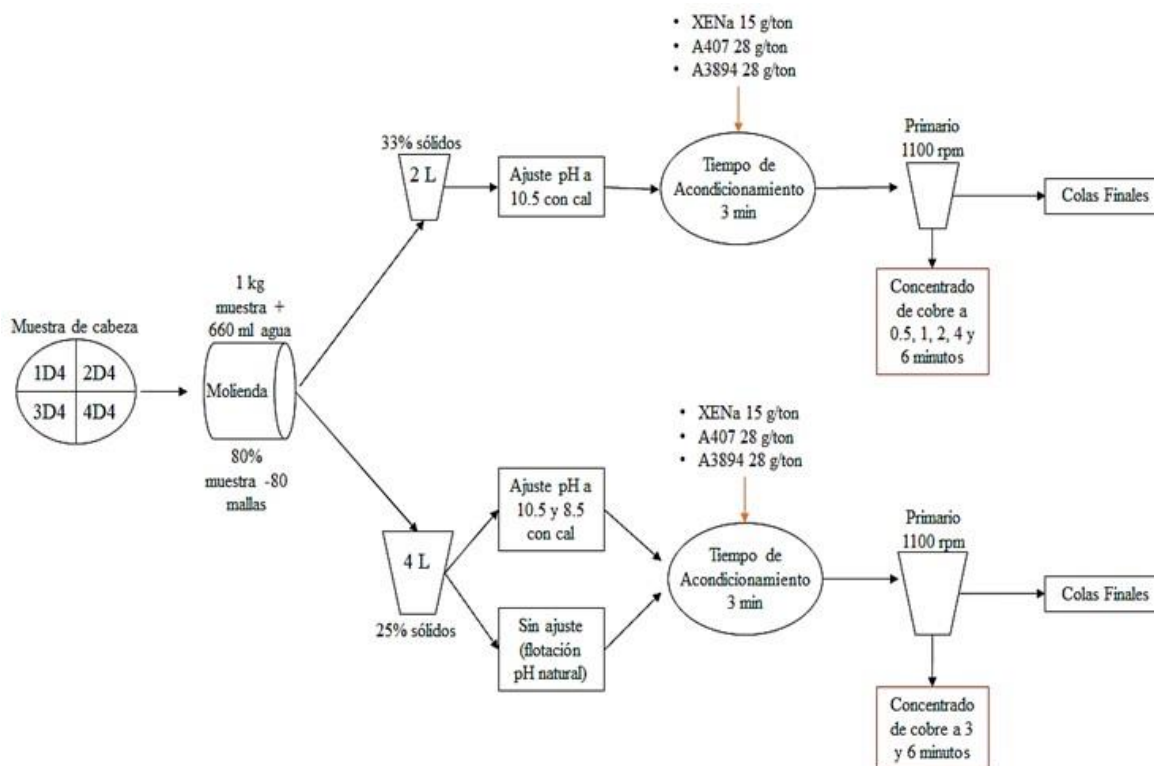 Muestra de cabeza
1D4 2D4
3D4 4D4
1 kg
muestra +
660 ml agua
Molienda
80%
muestra -80
mallas
33% sólidos
2 L
Ajuste pH a
10.5 con cal
• XENa 15 g/ton
• A407 28 g/ton
• A3894 28 g/ton
Tiempo de
Acondicionamiento
3 min
Primario
1100 rpm
Colas Finales
Concentrado
de cobre a
0.5, 1, 2, 4 y
6 minutos
4 L
25% sólidos
Ajuste pH a
10.5 y 8.5
con cal
Sin ajuste
(flotación
pH natural)
• XENa 15 g/ton
• A407 28 g/ton
• A3894 28 g/ton
Tiempo de
Acondicionamiento
3 min
Primario
1100 rpm
Colas Finales
Concentrado
de cobre a 3
y 6 minutos